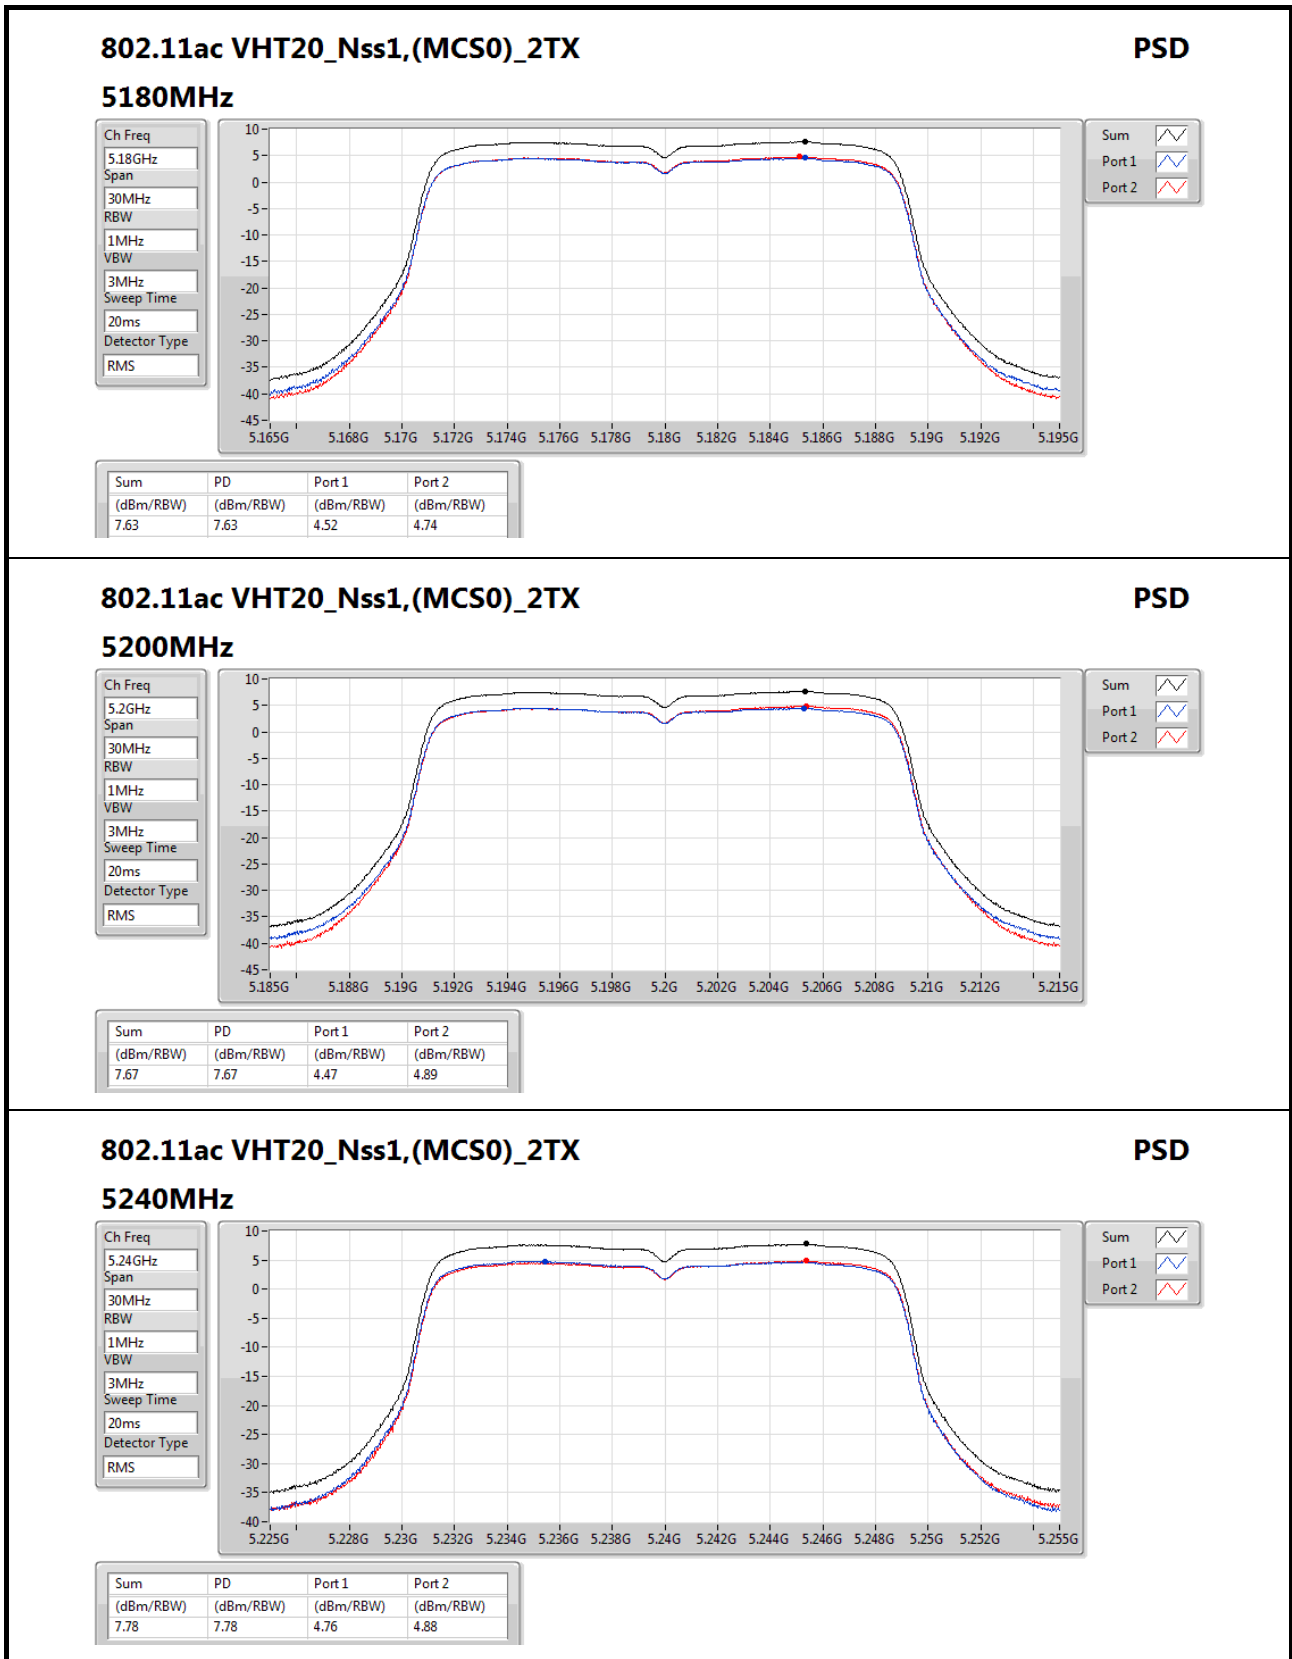 802.11ac VHT20_Nss1,(MCS0)_2TX PSD
5180MHz
Ch Freq
5.18GHz
Span
30MHz
RBW
1MHz
VBW
3MHz
Sweep Time
20ms
Detector Type
RMS
10
5
0
-5
-10
-15
-20
-25
-30
-35
-40
-45
5.165G 5.168G 5.17G 5.172G 5.174G 5.176G 5.178G 5.18G 5.182G 5.184G 5.186G 5.188G 5.19G 5.192G 5.195G
Sum
Port 1
Port 2
Sum PD Port 1 Port 2
(dBm/RBW) (dBm/RBW) (dBm/RBW) (dBm/RBW)
7.63 7.63 4.52 4.74
802.11ac VHT20_Nss1,(MCS0)_2TX PSD
5200MHz
Ch Freq
5.2GHz
Span
30MHz
RBW
1MHz
VBW
3MHz
Sweep Time
20ms
Detector Type
RMS
10
5
0
-5
-10
-15
-20
-25
-30
-35
-40
-45
5.185G 5.188G 5.19G 5.192G 5.194G 5.196G 5.198G 5.2G 5.202G 5.204G 5.206G 5.208G 5.21G 5.212G 5.215G
Sum
Port 1
Port 2
Sum PD Port 1 Port 2
(dBm/RBW) (dBm/RBW) (dBm/RBW) (dBm/RBW)
7.67 7.67 4.47 4.89
802.11ac VHT20_Nss1,(MCS0)_2TX PSD
5240MHz
Ch Freq
5.24GHz
Span
30MHz
RBW
1MHz
VBW
3MHz
Sweep Time
20ms
Detector Type
RMS
10
5
0
-5
-10
-15
-20
-25
-30
-35
-40
5.225G 5.228G 5.23G 5.232G 5.234G 5.236G 5.238G 5.24G 5.242G 5.244G 5.246G 5.248G 5.25G 5.252G 5.255G
Sum
Port 1
Port 2
Sum PD Port 1 Port 2
(dBm/RBW) (dBm/RBW) (dBm/RBW) (dBm/RBW)
7.78 7.78 4.76 4.88